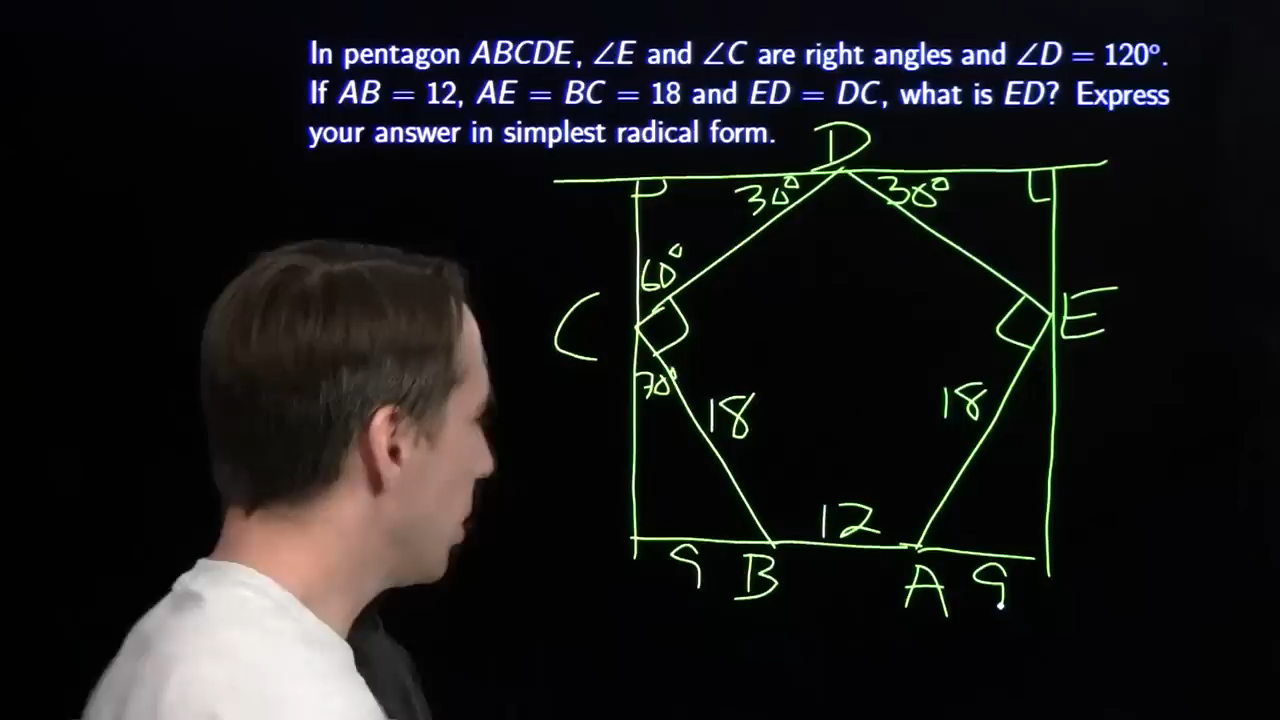 In pentagon ABCDE, ∠E and ∠C are right angles and ∠D = 120°.
If AB = 12, AE = BC = 18 and ED = DC, what is ED? Express
your answer in simplest radical form.
D
30° 30°
60°
C E
30°
18 18
12
9 B A 9